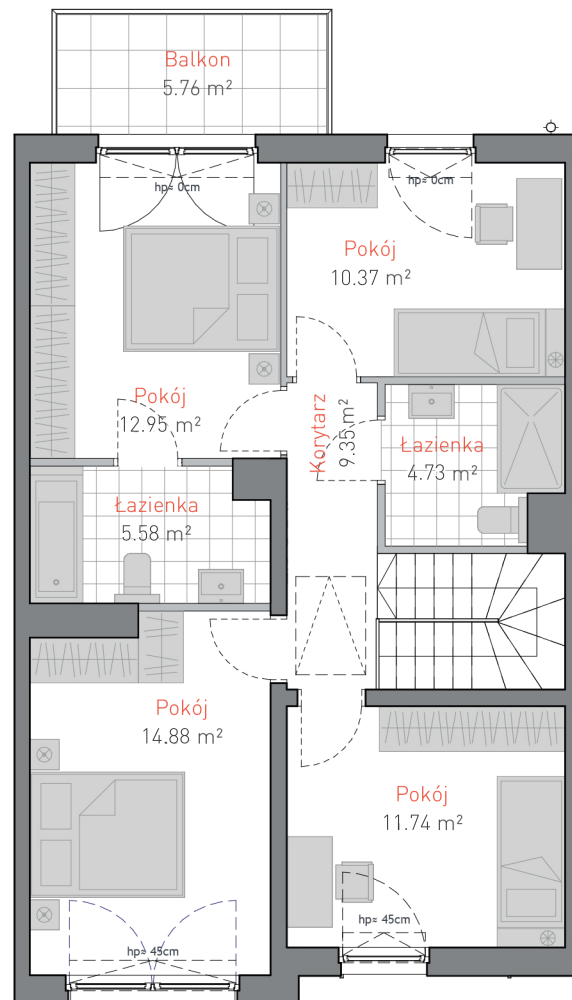 Balkon
5.76 m²
hp= 0cm
hp= 0cm
Pokój
10.37 m²
Pokój
12.95 m²
Korytarz
9.35 m²
Łazienka
4.73 m²
Łazienka
5.58 m²
Pokój
14.88 m²
Pokój
11.74 m²
hp= 45cm
hp= 45cm